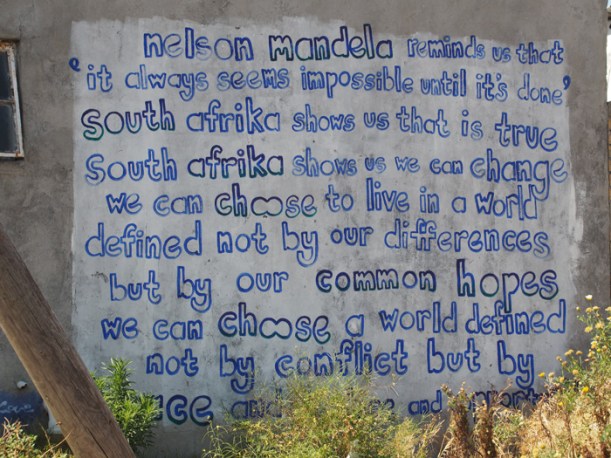 nelson mandela reminds us that
'it always seems impossible until it's done'
south afrika shows us that is true
south afrika shows us we can change
we can choose to live in a world
defined not by our differences
but by our common hopes
we can choose a world defined
not by conflict but by
and and